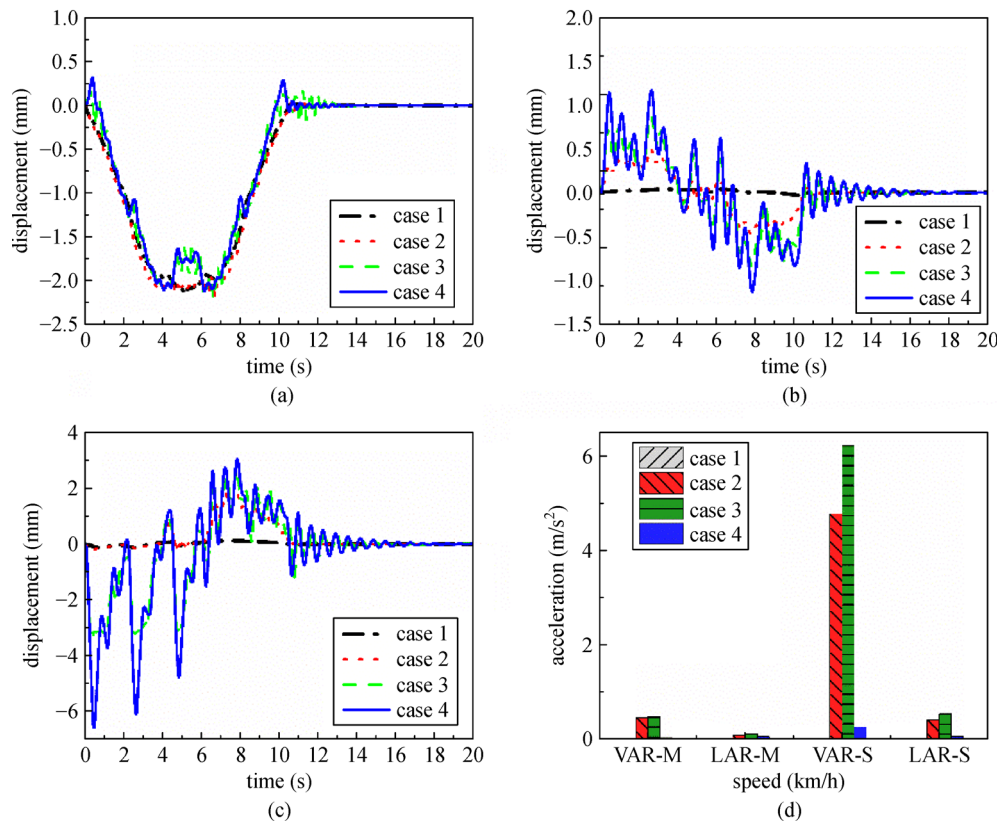 1.0
0.5
0.0
−0.5
−1.0
−1.5
−2.0
−2.5
displacement (mm)
0 2 4 6 8 10 12 14 16 18 20
time (s)
case 1
case 2
case 3
case 4
(a)
2.0
1.5
1.0
0.5
0.0
−0.5
−1.0
−1.5
displacement (mm)
0 2 4 6 8 10 12 14 16 18 20
time (s)
case 1
case 2
case 3
case 4
(b)
4
2
0
−2
−4
−6
displacement (mm)
0 2 4 6 8 10 12 14 16 18 20
time (s)
case 1
case 2
case 3
case 4
(c)
6
4
2
0
acceleration (m/s²)
case 1
case 2
case 3
case 4
VAR-M LAR-M VAR-S LAR-S
speed (km/h)
(d)